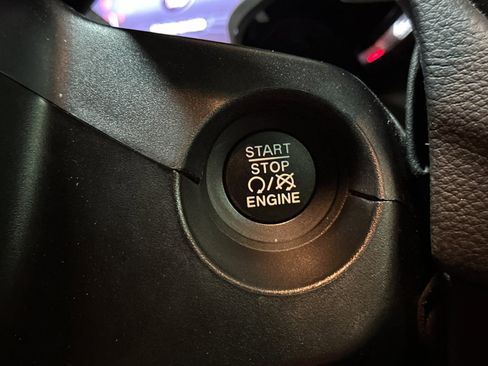 START
STOP
/
ENGINE